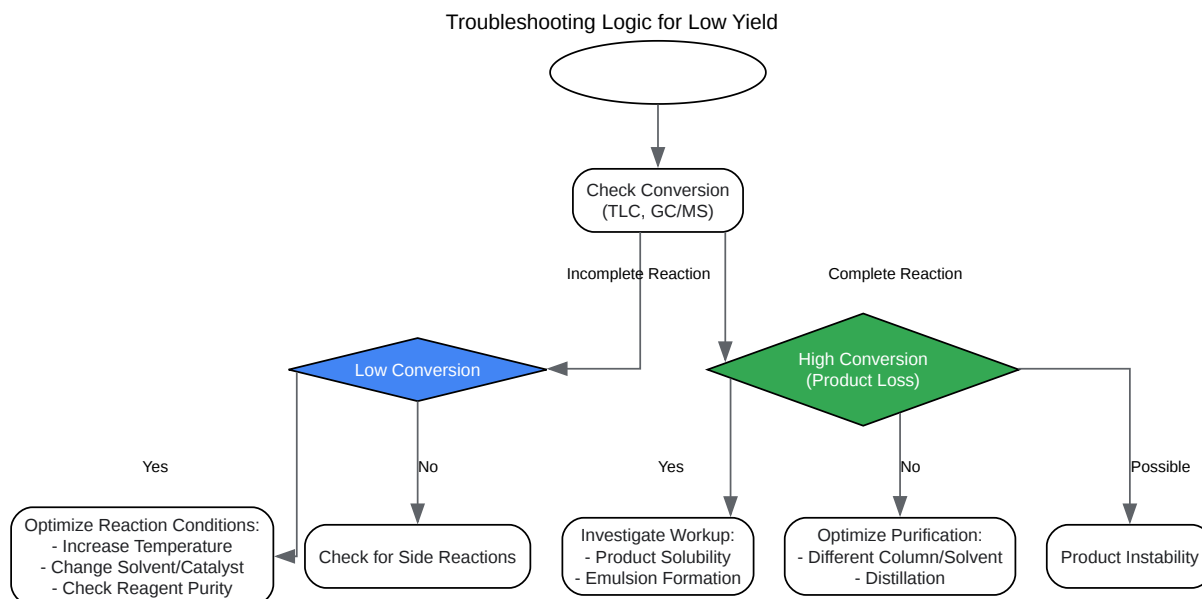 Troubleshooting Logic for Low Yield
Check Conversion
(TLC, GC/MS)
Incomplete Reaction
Complete Reaction
Low Conversion
High Conversion
(Product Loss)
Yes
No
Yes
No
Possible
Optimize Reaction Conditions:
- Increase Temperature
- Change Solvent/Catalyst
- Check Reagent Purity
Check for Side Reactions
Investigate Workup:
- Product Solubility
- Emulsion Formation
Optimize Purification:
- Different Column/Solvent
- Distillation
Product Instability